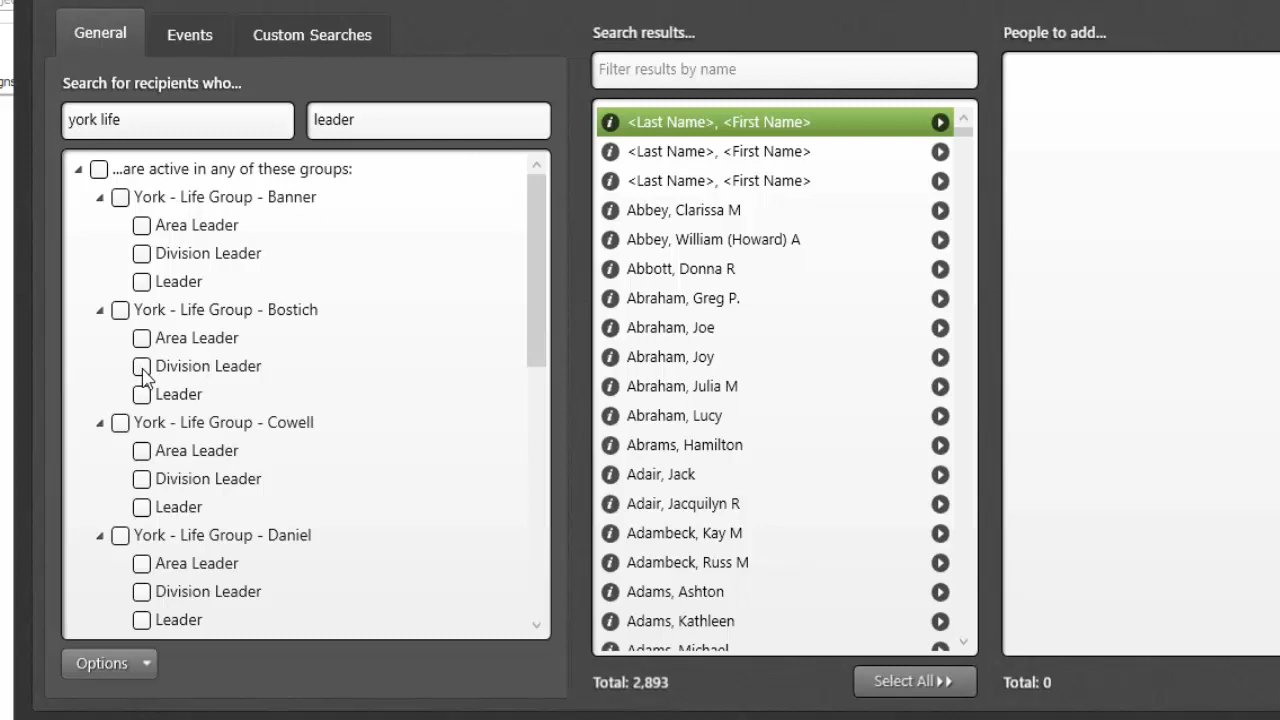 General
Events
Custom Searches
Search for recipients who...
york life
leader
...are active in any of these groups:
York - Life Group - Banner
Area Leader
Division Leader
Leader
York - Life Group - Bostich
Area Leader
Division Leader
Leader
York - Life Group - Cowell
Area Leader
Division Leader
Leader
York - Life Group - Daniel
Area Leader
Division Leader
Leader
Options
Search results...
Filter results by name
<Last Name>, <First Name>
<Last Name>, <First Name>
<Last Name>, <First Name>
Abbey, Clarissa M
Abbey, William (Howard) A
Abbott, Donna R
Abraham, Greg P.
Abraham, Joe
Abraham, Joy
Abraham, Julia M
Abraham, Lucy
Abrams, Hamilton
Adair, Jack
Adair, Jacquilyn R
Adambeck, Kay M
Adambeck, Russ M
Adams, Ashton
Adams, Kathleen
Adams, Michael
Total: 2,893
Select All
People to add...
Total: 0